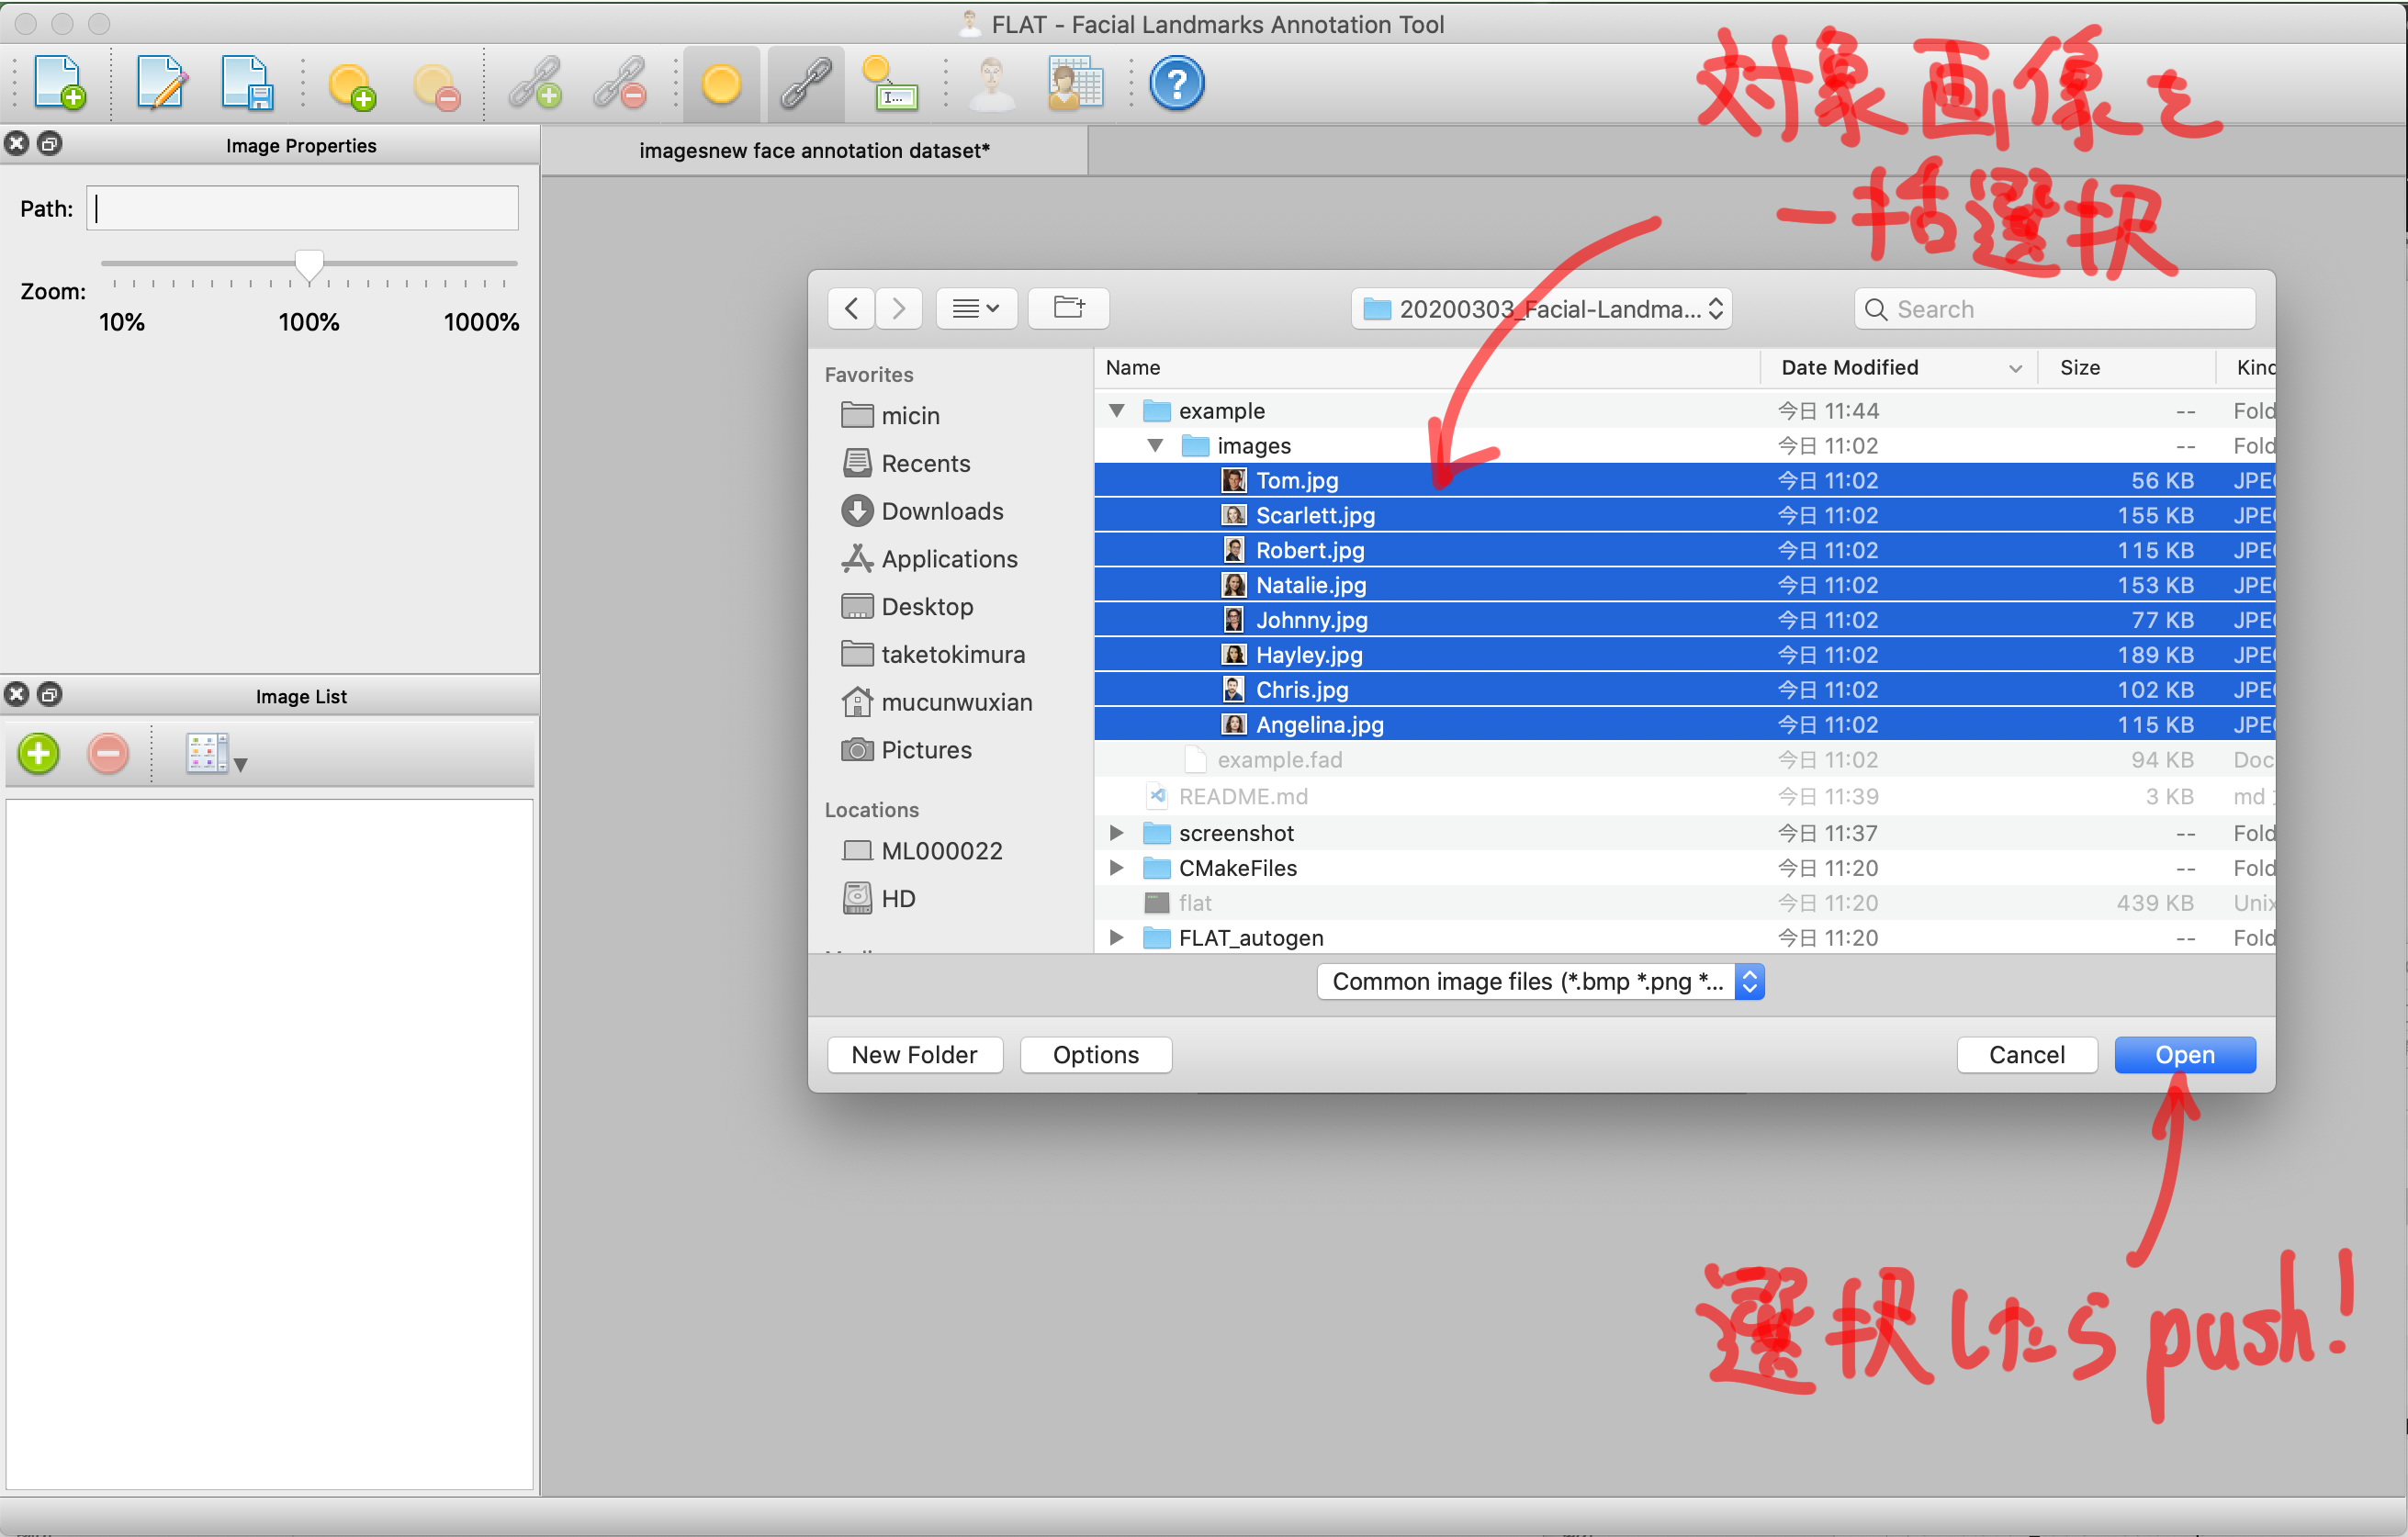 FLAT - Facial Landmarks Annotation Tool
対象画像を
一括選択
I...
?
Image Properties
imagesnew face annotation dataset*
Path:
Zoom:
10% 100% 1000%
20200303_Facial-Landma...
Search
Favorites
micin
Recents
Downloads
Applications
Desktop
taketokimura
mucunwuxian
Pictures
Locations
ML000022
HD
Name Date Modified Size Kind
example 今日 11:44 -- Fold
images 今日 11:02 -- Fold
Tom.jpg 今日 11:02 56 KB JPE
Scarlett.jpg 今日 11:02 155 KB JPE
Robert.jpg 今日 11:02 115 KB JPE
Natalie.jpg 今日 11:02 153 KB JPE
Johnny.jpg 今日 11:02 77 KB JPE
Hayley.jpg 今日 11:02 189 KB JPE
Chris.jpg 今日 11:02 102 KB JPE
Angelina.jpg 今日 11:02 115 KB JPE
example.fad 今日 11:02 94 KB Doc
README.md 今日 11:39 3 KB md
screenshot 今日 11:37 -- Fold
CMakeFiles 今日 11:20 -- Fold
flat 今日 11:20 439 KB Unix
FLAT_autogen 今日 11:20 -- Fold
Common image files (*.bmp *.png *...
New Folder Options Cancel Open
Image List
選択したら push!